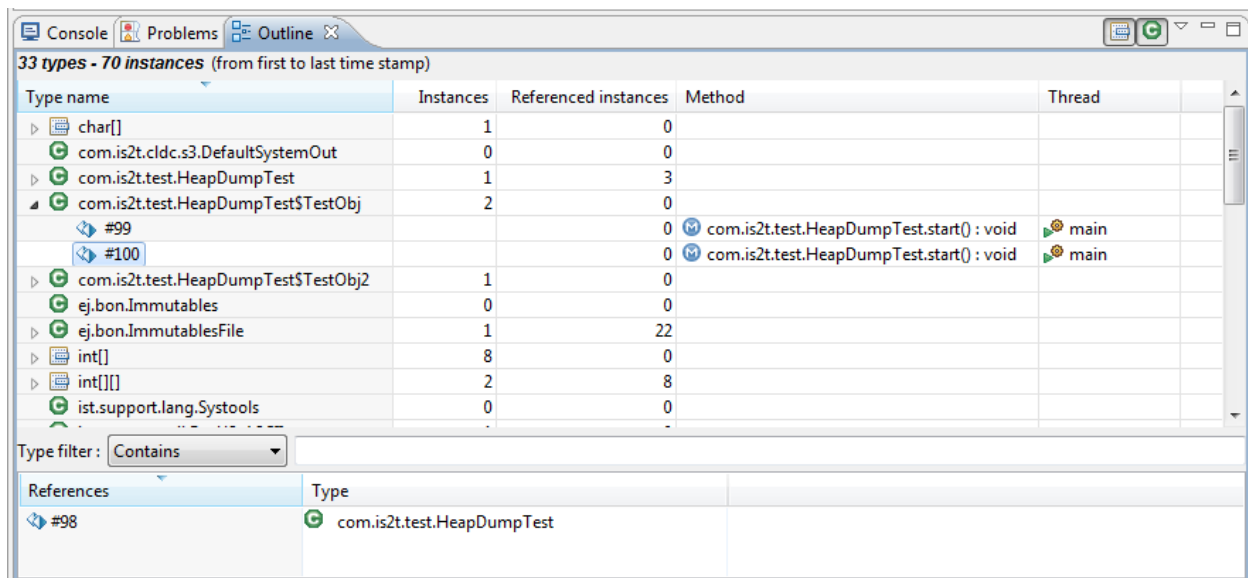 Console Problems Outline
33 types - 70 instances (from first to last time stamp)
Type name Instances Referenced instances Method Thread
char[] 1 0
com.is2t.cldc.s3.DefaultSystemOut 0 0
com.is2t.test.HeapDumpTest 1 3
com.is2t.test.HeapDumpTest$TestObj 2 0
#99 0 com.is2t.test.HeapDumpTest.start() : void main
#100 0 com.is2t.test.HeapDumpTest.start() : void main
com.is2t.test.HeapDumpTest$TestObj2 1 0
ej.bon.Immutables 0 0
ej.bon.ImmutablesFile 1 22
int[] 8 0
int[][] 2 8
ist.support.lang.Systools 0 0
Type filter : Contains
References Type
#98 com.is2t.test.HeapDumpTest